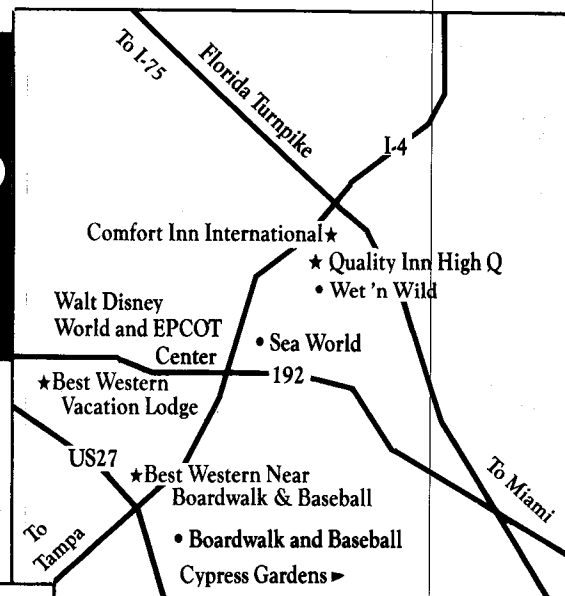 To I-75
Florida Turnpike
I-4
Comfort Inn International★
★ Quality Inn High Q
• Wet 'n Wild
Walt Disney
World and EPCOT
Center
• Sea World
192
★Best Western
Vacation Lodge
US27
★Best Western Near
Boardwalk & Baseball
To Miami
To
Tampa
• Boardwalk and Baseball
Cypress Gardens ►